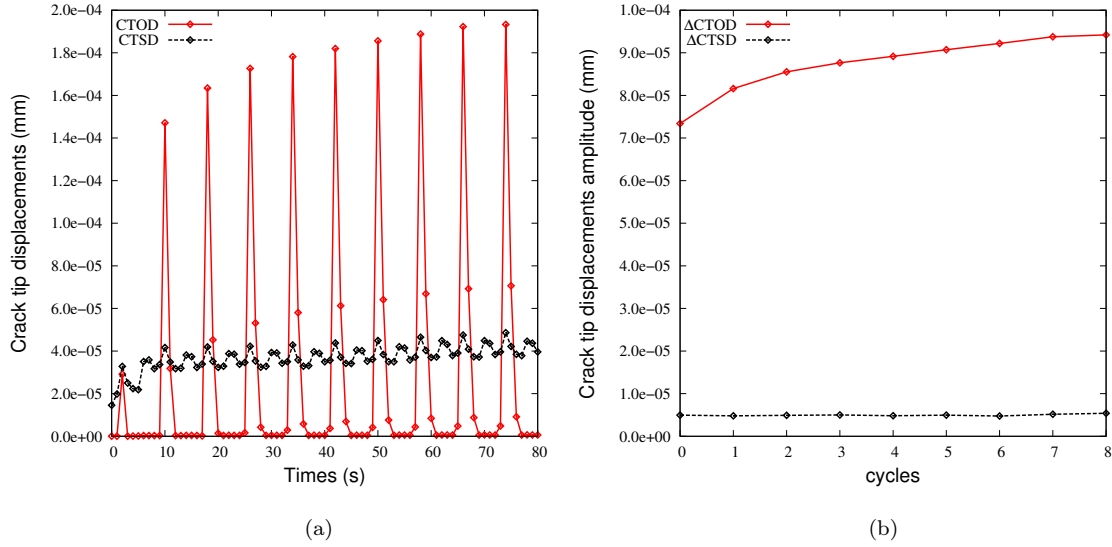 CTOD
CTSD
2.0e-04
1.8e-04
1.6e-04
1.4e-04
1.2e-04
1.0e-04
8.0e-05
6.0e-05
4.0e-05
2.0e-05
0.0e+00
Crack tip displacements (mm)
0 10 20 30 40 50 60 70 80
Times (s)
(a)
ΔCTOD
ΔCTSD
1.0e-04
9.0e-05
8.0e-05
7.0e-05
6.0e-05
5.0e-05
4.0e-05
3.0e-05
2.0e-05
1.0e-05
0.0e+00
Crack tip displacements amplitude (mm)
0 1 2 3 4 5 6 7 8
cycles
(b)